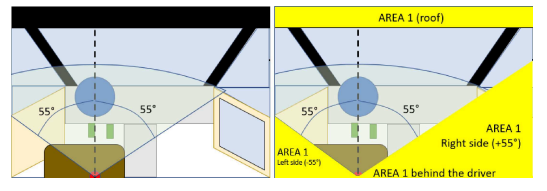 55°
55°
AREA 1 (roof)
55°
55°
AREA 1
Right side (+55°)
AREA 1
Left side (-55°)
AREA 1 behind the driver